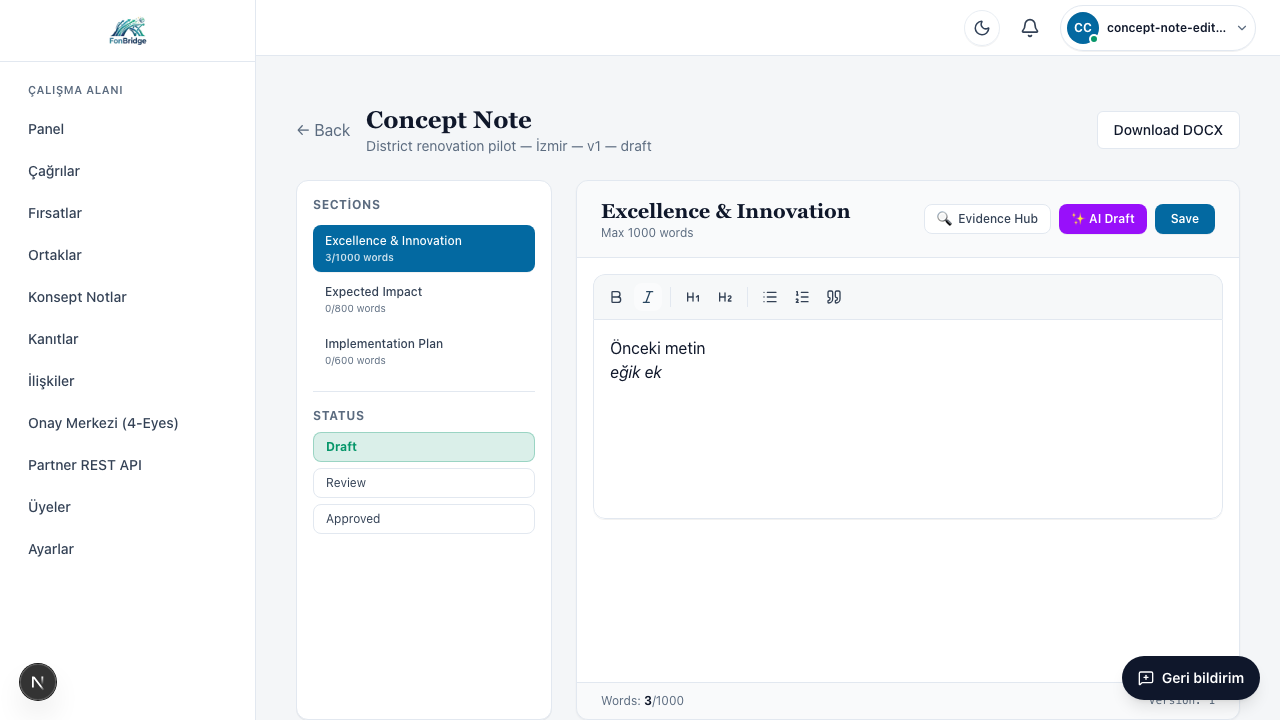 FonBridge
CC
concept-note-edit...
ÇALIŞMA ALANI
Panel
Çağrılar
Fırsatlar
Ortaklar
Konsept Notlar
Kanıtlar
İlişkiler
Onay Merkezi (4-Eyes)
Partner REST API
Üyeler
Ayarlar
N
← Back
Concept Note
District renovation pilot — İzmir — v1 — draft
Download DOCX
SECTİONS
Excellence & Innovation
3/1000 words
Expected Impact
0/800 words
Implementation Plan
0/600 words
STATUS
Draft
Review
Approved
Excellence & Innovation
Max 1000 words
🔍 Evidence Hub
✨ AI Draft
Save
B I H1 H2
Önceki metin
eğik ek
Words: 3/1000
Version: 1
Geri bildirim